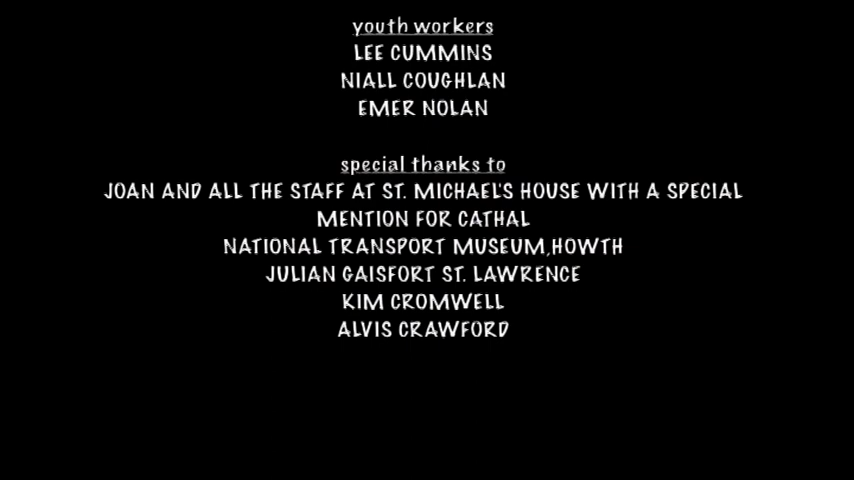 youth workers
LEE CUMMINS
NIALL COUGHLAN
EMER NOLAN
special thanks to
JOAN AND ALL THE STAFF AT ST. MICHAEL'S HOUSE WITH A SPECIAL
MENTION FOR CATHAL
NATIONAL TRANSPORT MUSEUM,HOWTH
JULIAN GAISFORT ST. LAWRENCE
KIM CROMWELL
ALVIS CRAWFORD